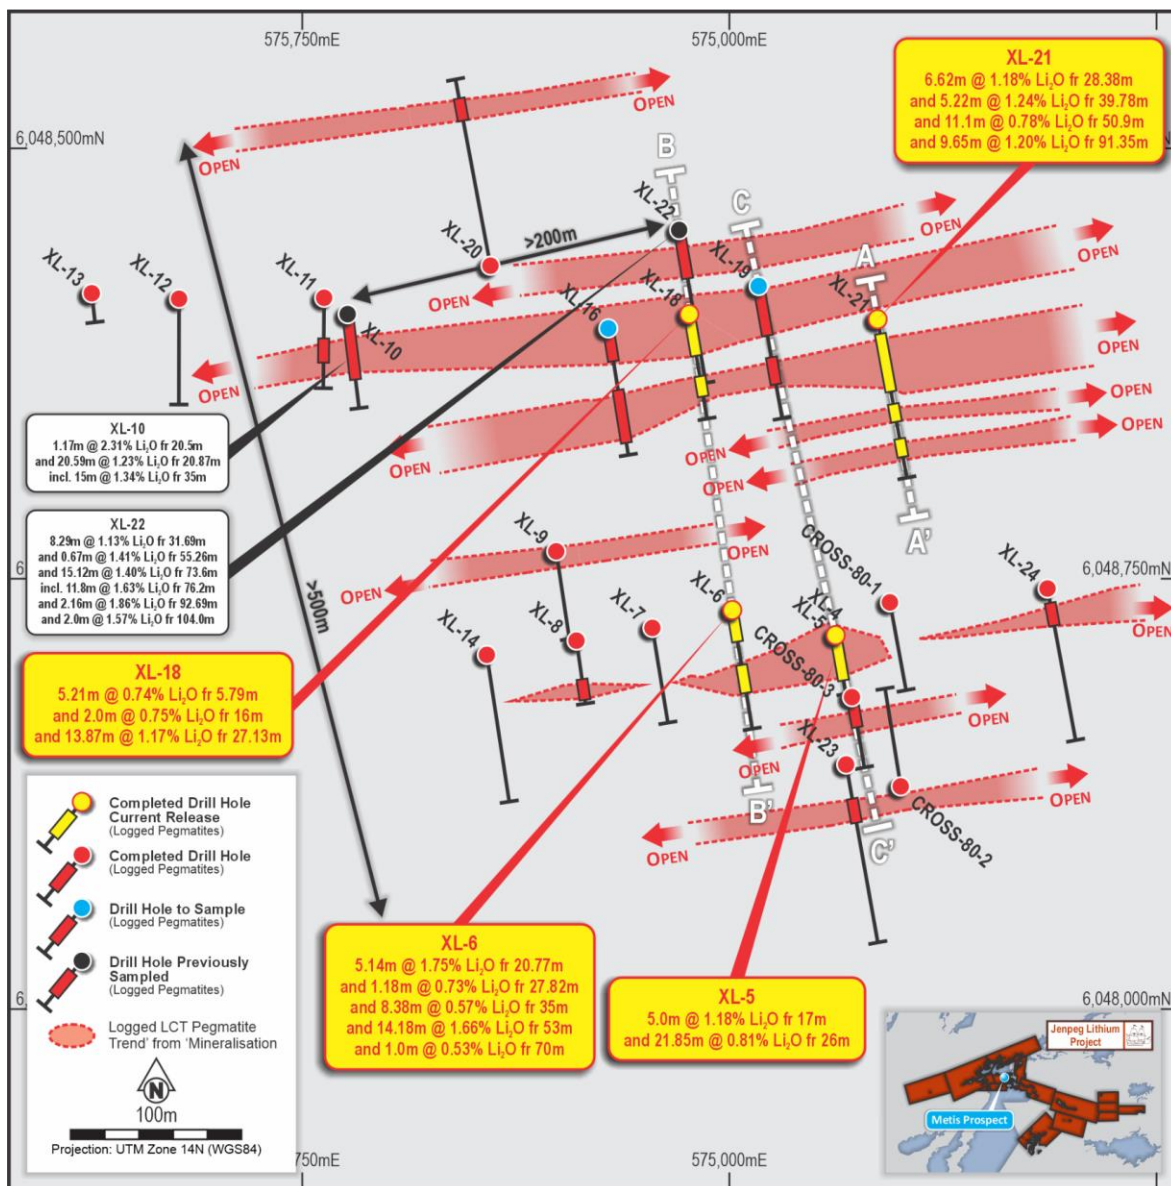 575,750mE
575,000mE
XL-21
6.62m @ 1.18% Li2O fr 28.38m
and 5.22m @ 1.24% Li2O fr 39.78m
and 11.1m @ 0.78% Li2O fr 50.9m
and 9.65m @ 1.20% Li2O fr 91.35m
6,048,500mN
OPEN
OPEN
B
C
A
XL-22
>200m
XL-20
XL-19
XL-18
XL-21
XL-16
XL-13
XL-12
XL-11
XL-10
OPEN
OPEN
OPEN
OPEN
OPEN
OPEN
OPEN
OPEN
OPEN
OPEN
OPEN
XL-10
1.17m @ 2.31% Li2O fr 20.5m
and 20.59m @ 1.23% Li2O fr 20.87m
incl. 15m @ 1.34% Li2O fr 35m
XL-22
8.29m @ 1.13% Li2O fr 31.69m
and 0.67m @ 1.41% Li2O fr 55.26m
and 15.12m @ 1.40% Li2O fr 73.6m
incl. 11.8m @ 1.63% Li2O fr 76.2m
and 2.16m @ 1.86% Li2O fr 92.69m
and 2.0m @ 1.57% Li2O fr 104.0m
>500m
A'
XL-9
OPEN
OPEN
CROSS-80-1
XL-24
6,048,750mN
6
XL-14
XL-8
XL-7
XL-6
XL-4
XL-5
CROSS-80-3
OPEN
XL-23
OPEN
OPEN
B'
C'
CROSS-80-2
OPEN
OPEN
XL-18
5.21m @ 0.74% Li2O fr 5.79m
and 2.0m @ 0.75% Li2O fr 16m
and 13.87m @ 1.17% Li2O fr 27.13m
Completed Drill Hole
Current Release
(Logged Pegmatites)
Completed Drill Hole
(Logged Pegmatites)
Drill Hole to Sample
(Logged Pegmatites)
Drill Hole Previously
Sampled
(Logged Pegmatites)
Logged LCT Pegmatite
Trend' from 'Mineralisation
N
100m
Projection: UTM Zone 14N (WGS84)
XL-6
5.14m @ 1.75% Li2O fr 20.77m
and 1.18m @ 0.73% Li2O fr 27.82m
and 8.38m @ 0.57% Li2O fr 35m
and 14.18m @ 1.66% Li2O fr 53m
and 1.0m @ 0.53% Li2O fr 70m
XL-5
5.0m @ 1.18% Li2O fr 17m
and 21.85m @ 0.81% Li2O fr 26m
6
6,048,000mN
Jenpeg Lithium
Project
Metis Prospect
750mE
575,000mE